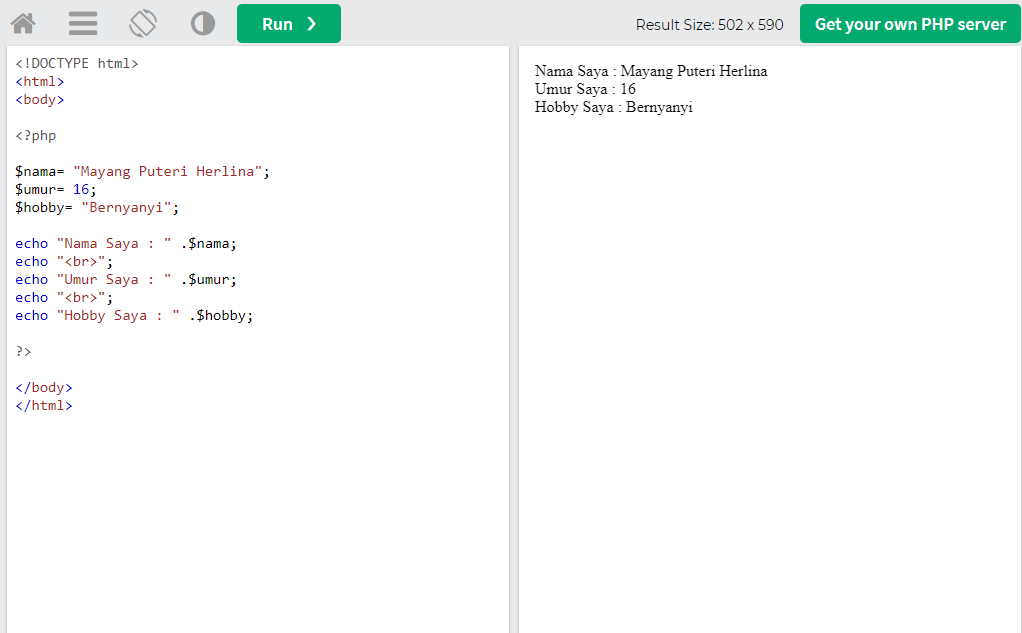 Run ❯
Result Size: 502 x 590
Get your own PHP server
<!DOCTYPE html>
<html>
<body>
<?php
$nama= "Mayang Puteri Herlina";
$umur= 16;
$hobby= "Bernyanyi";
echo "Nama Saya : " .$nama;
echo "<br>";
echo "Umur Saya : " .$umur;
echo "<br>";
echo "Hobby Saya : " .$hobby;
?>
</body>
</html>
Nama Saya : Mayang Puteri Herlina
Umur Saya : 16
Hobby Saya : Bernyanyi